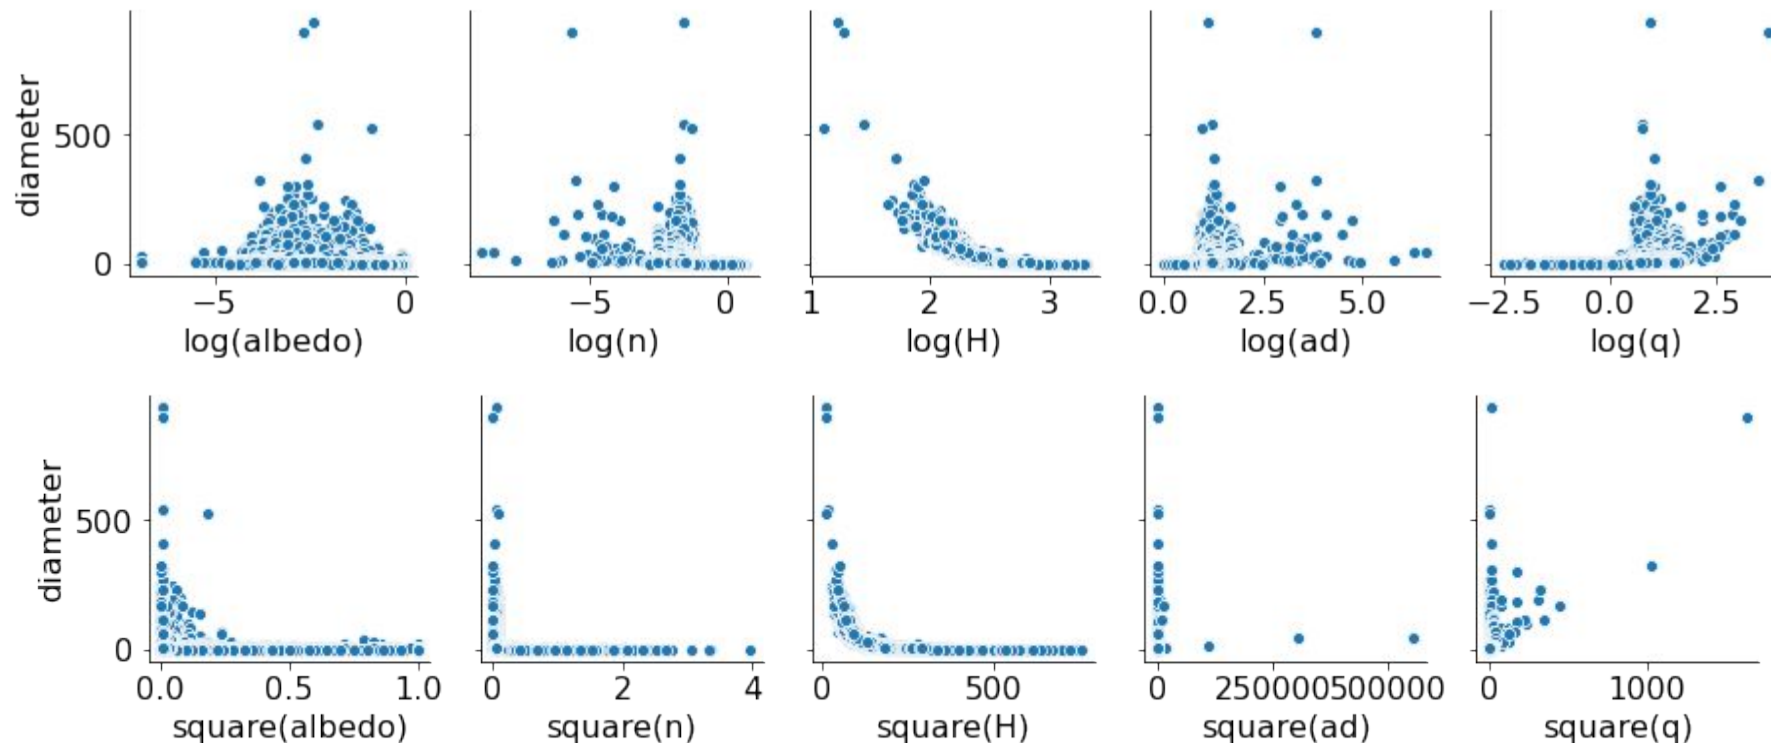 diameter
500
0
−5 0
−5 0
1 2 3
0.0 2.5 5.0
−2.5 0.0 2.5
log(albedo)
log(n)
log(H)
log(ad)
log(q)
diameter
500
0
0.0 0.5 1.0
0 2 4
0 500
0 250000500000
0 1000
square(albedo)
square(n)
square(H)
square(ad)
square(q)